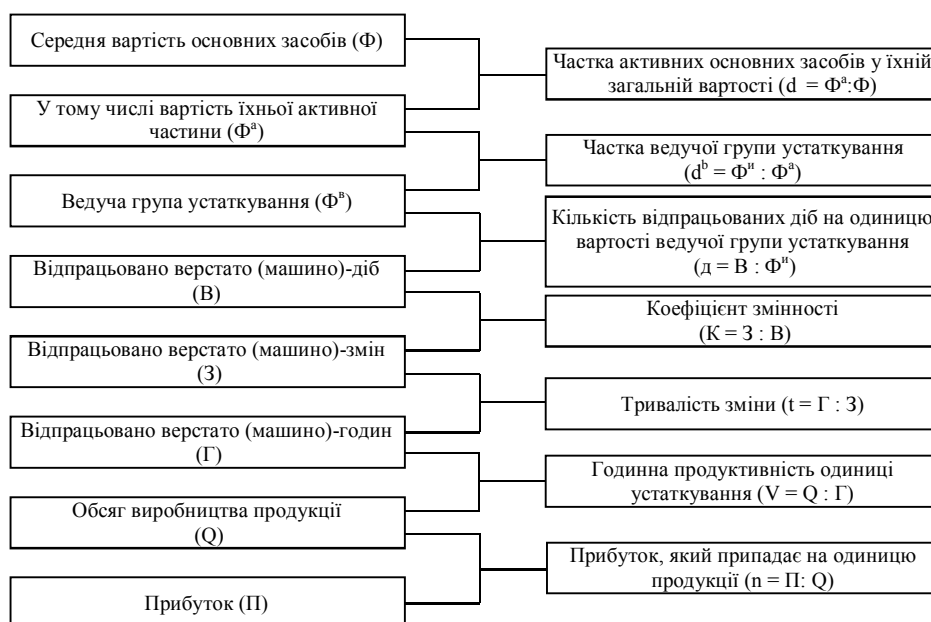 Середня вартість основних засобів (Ф)
У тому числі вартість їхньої активної
частини (Фᵃ)
Ведуча група устаткування (Фᵇ)
Відпрацьовано верстато (машино)-діб
(В)
Відпрацьовано верстато (машино)-змін
(З)
Відпрацьовано верстато (машино)-годин
(Г)
Обсяг виробництва продукції
(Q)
Прибуток (П)
Частка активних основних засобів у їхній
загальній вартості (d = Фᵃ:Ф)
Частка ведучої групи устаткування
(dᵇ = Фᶸ : Фᵃ)
Кількість відпрацьованих діб на одиницю
вартості ведучої групи устаткування
(д = В : Фᶸ)
Коефіцієнт змінності
(К = З : В)
Тривалість зміни (t = Г : З)
Годинна продуктивність одиниці
устаткування (V = Q : Г)
Прибуток, який припадає на одиницю
продукції (n = П: Q)